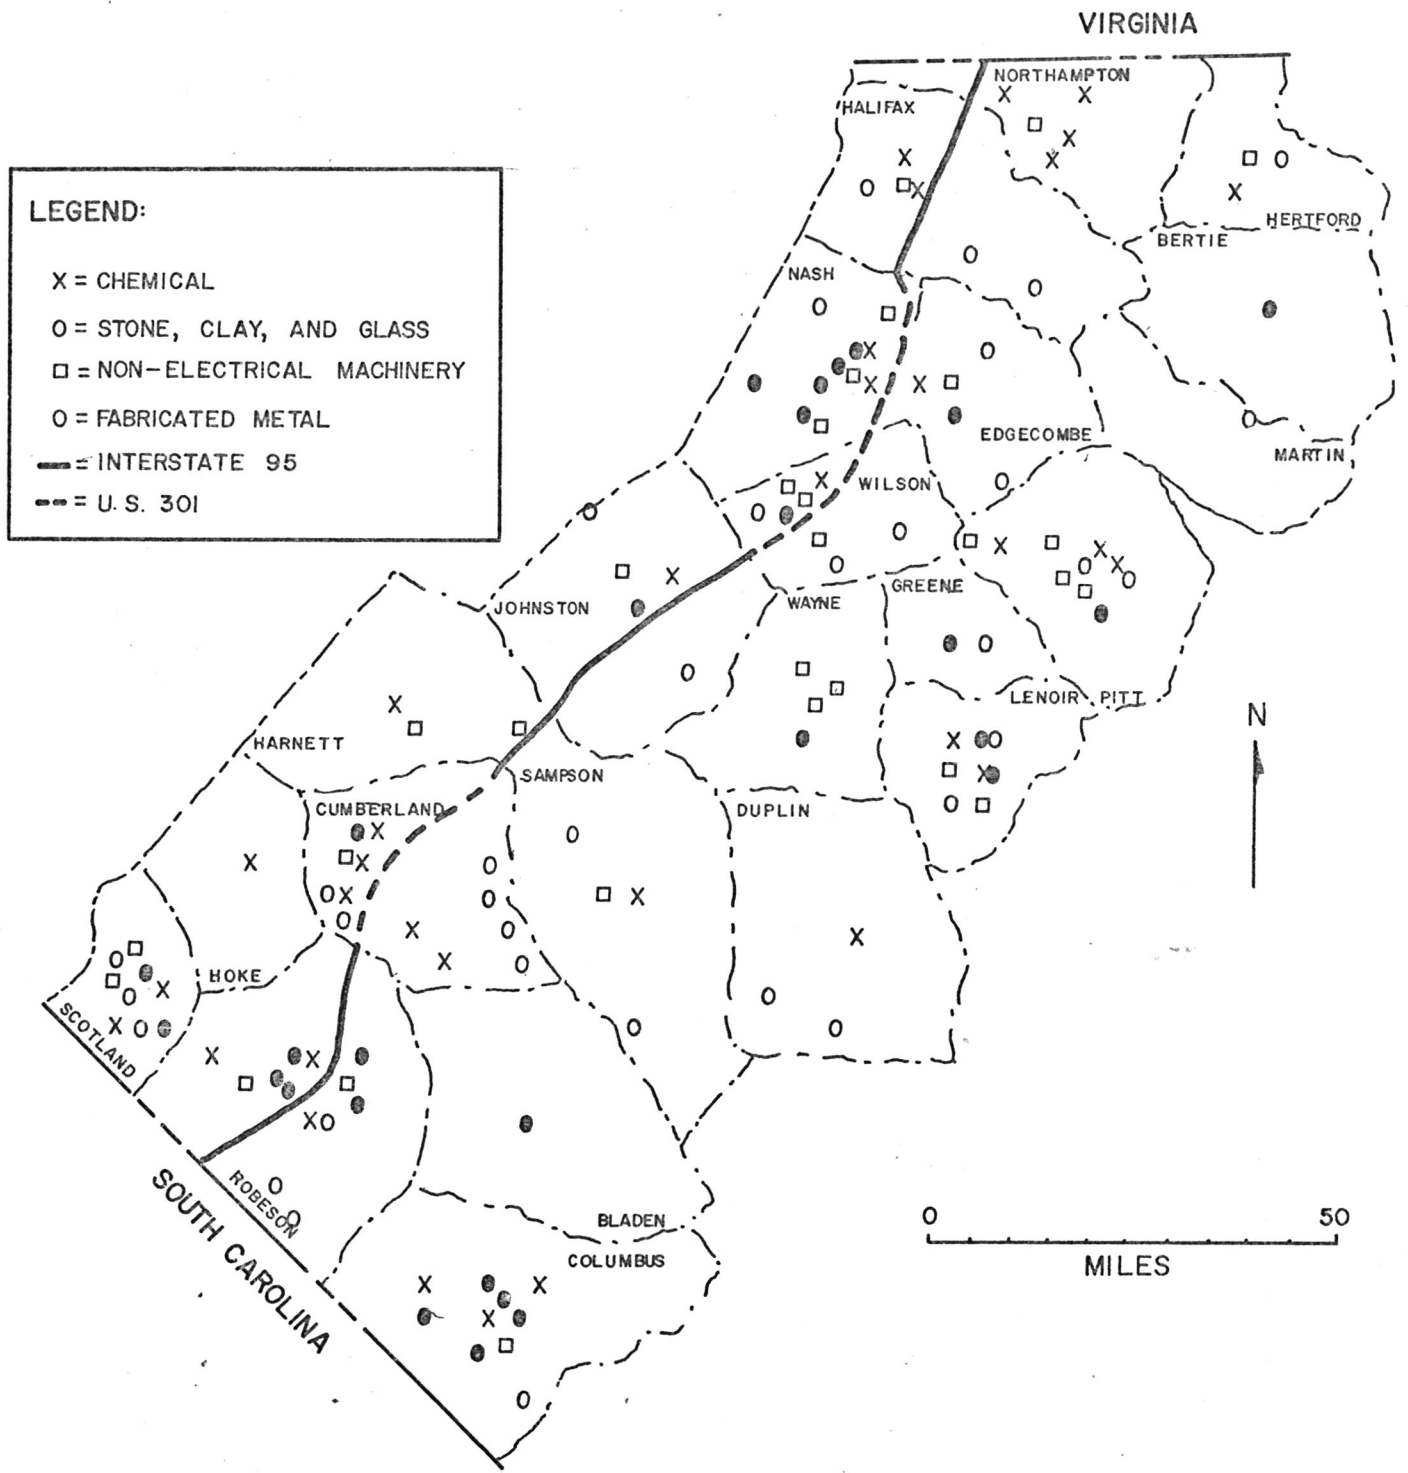 VIRGINIA
NORTHAMPTON
HALIFAX
HERTFORD
BERTIE
NASH
LEGEND:
X = CHEMICAL
O = STONE, CLAY, AND GLASS
□ = NON-ELECTRICAL MACHINERY
O = FABRICATED METAL
= INTERSTATE 95
= U.S. 301
EDGECOMBE
MARTIN
WILSON
GREENE
WAYNE
JOHNSTON
LENOIR
PITT
N
HARNETT
SAMPSON
CUMBERLAND
DUPLIN
HOKE
SCOTLAND
ROBESON
SOUTH CAROLINA
BLADEN
COLUMBUS
0 50
MILES